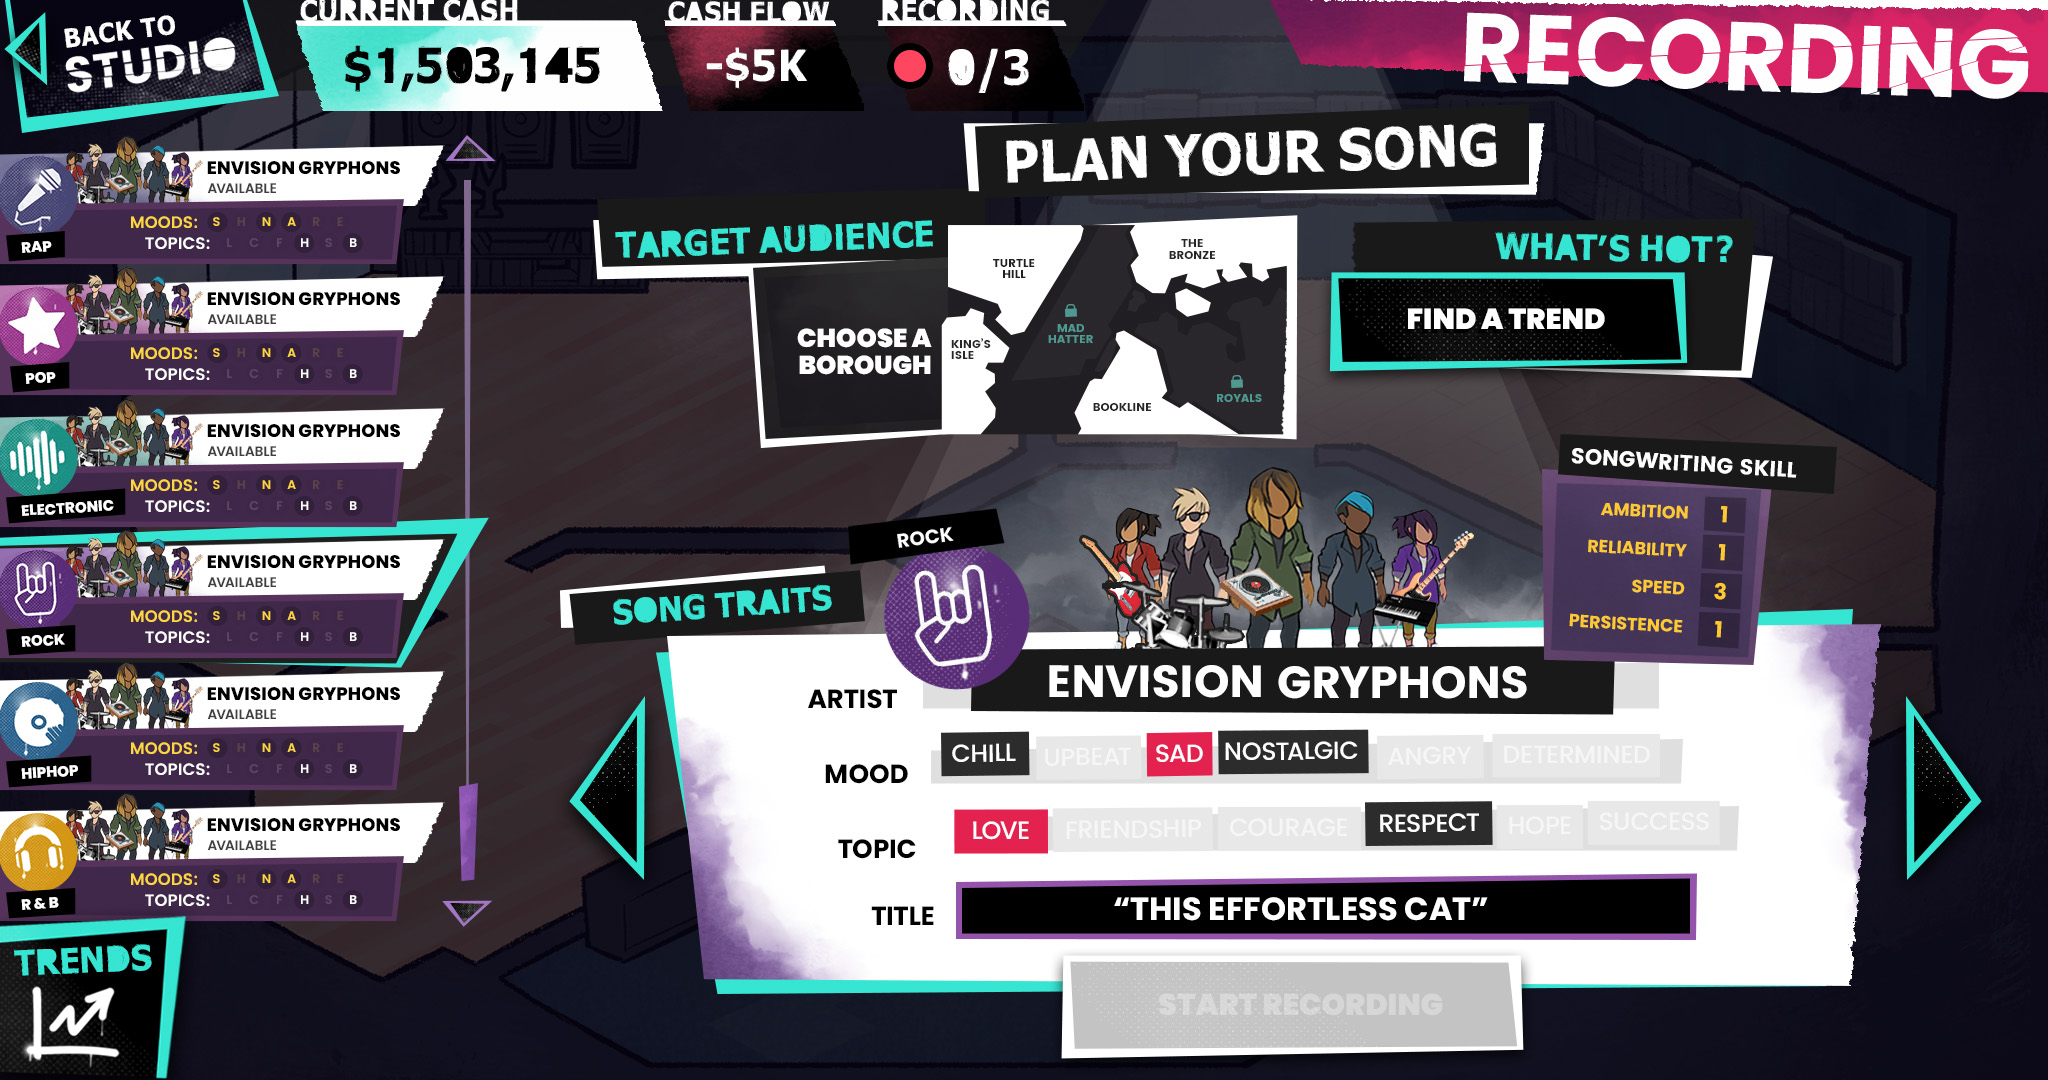 BACK TO
STUDIO
CURRENT CASH
$1,503,145
CASH FLOW
-$5K
RECORDING
0/3
RECORDING
ENVISION GRYPHONS
AVAILABLE
RAP
MOODS: S H N A R E
TOPICS: L C F H S B
ENVISION GRYPHONS
AVAILABLE
POP
MOODS: S H N A R E
TOPICS: L C F H S B
ENVISION GRYPHONS
AVAILABLE
ELECTRONIC
MOODS: S H N A R E
TOPICS: L C F H S B
ENVISION GRYPHONS
AVAILABLE
ROCK
MOODS: S H N A R E
TOPICS: L C F H S B
ENVISION GRYPHONS
AVAILABLE
HIPHOP
MOODS: S H N A R E
TOPICS: L C F H S B
ENVISION GRYPHONS
AVAILABLE
R & B
MOODS: S H N A R E
TOPICS: L C F H S B
TRENDS
PLAN YOUR SONG
TARGET AUDIENCE
CHOOSE A
BOROUGH
TURTLE
HILL
THE
BRONZE
MAD
HATTER
KING'S
ISLE
BOOKLINE
ROYALS
WHAT'S HOT?
FIND A TREND
SONGWRITING SKILL
AMBITION 1
RELIABILITY 1
SPEED 3
PERSISTENCE 1
ROCK
SONG TRAITS
ARTIST ENVISION GRYPHONS
MOOD CHILL UPBEAT SAD NOSTALGIC ANGRY DETERMINED
TOPIC LOVE FRIENDSHIP COURAGE RESPECT HOPE SUCCESS
TITLE “THIS EFFORTLESS CAT”
START RECORDING